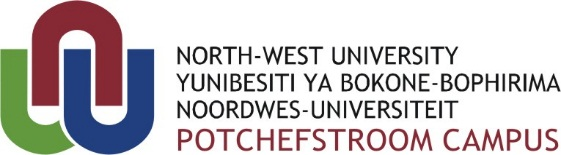 NORTH-WEST UNIVERSITY
YUNIBESITI YA BOKONE-BOPHIRIMA
NOORDWES-UNIVERSITEIT
POTCHEFSTROOM CAMPUS